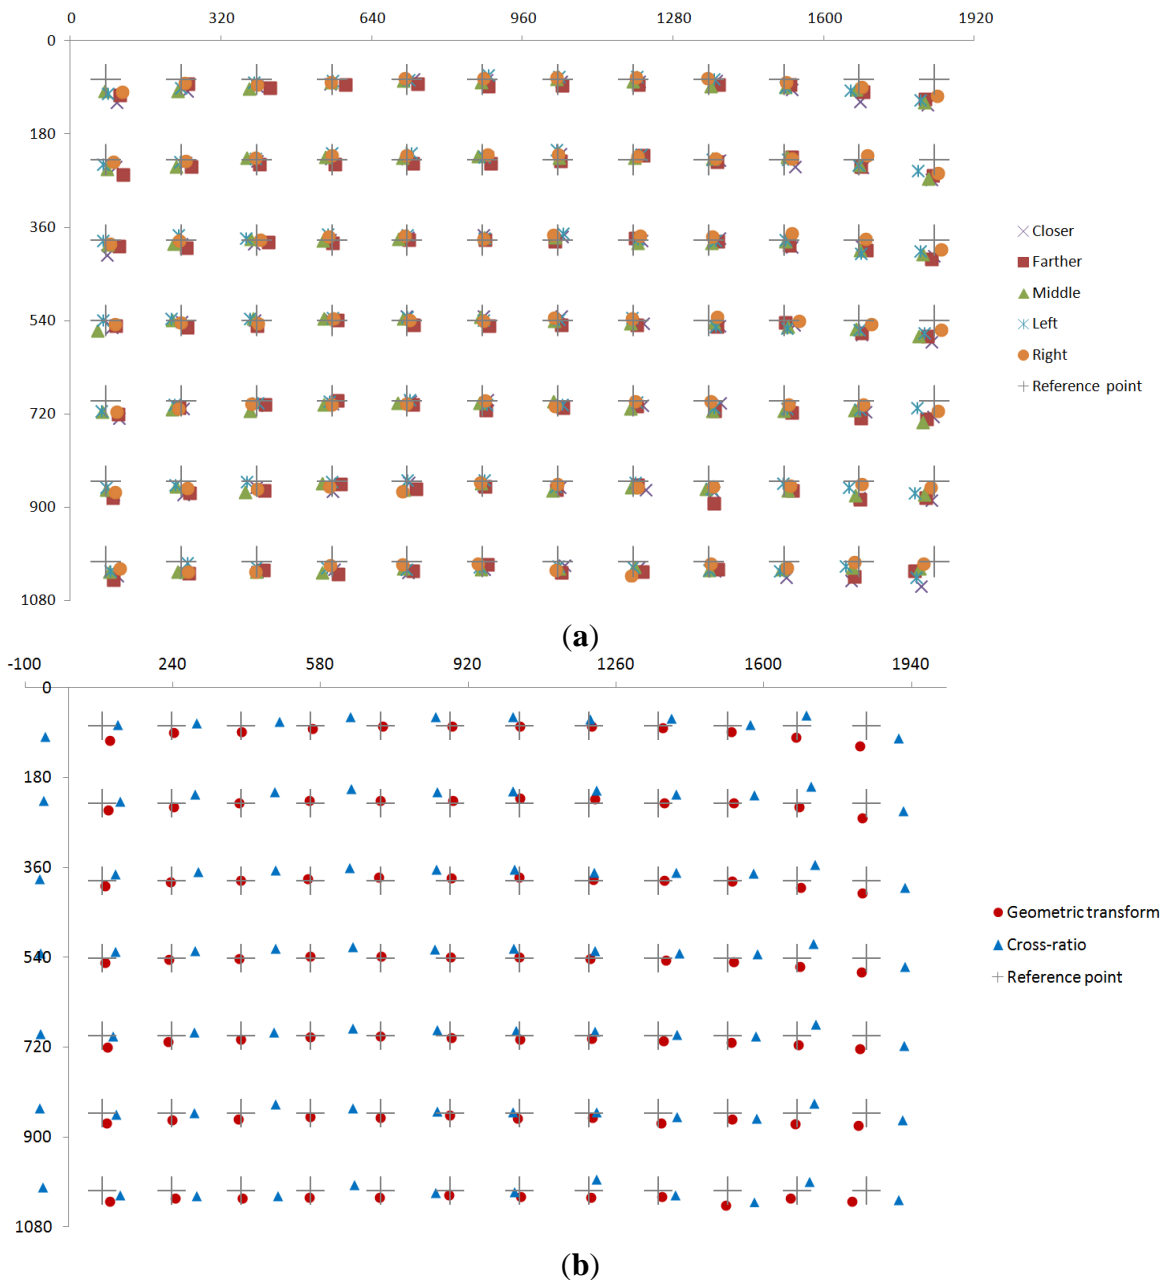 0 320 640 960 1280 1600 1920
0
180
360
540
720
900
1080
Closer
Farther
Middle
Left
Right
Reference point
(a)
-100 240 580 920 1260 1600 1940
0
180
360
540
720
900
1080
Geometric transform
Cross-ratio
Reference point
(b)